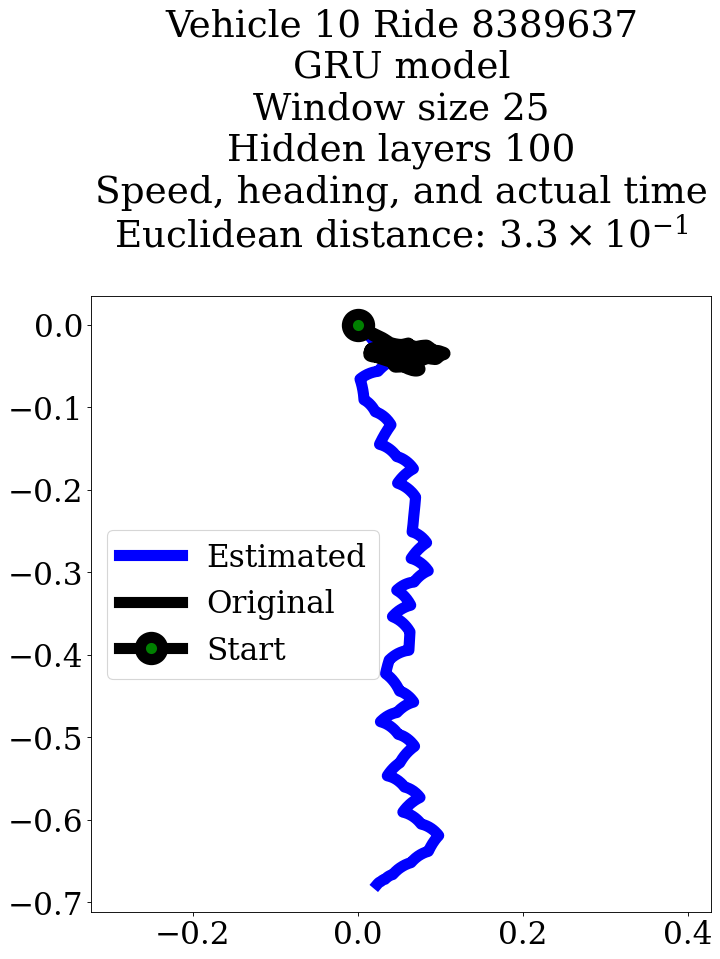 Vehicle 10 Ride 8389637
GRU model
Window size 25
Hidden layers 100
Speed, heading, and actual time
Euclidean distance: 3.3 × 10⁻¹
0.0
−0.1
−0.2
−0.3
−0.4
−0.5
−0.6
−0.7
Estimated
Original
Start
−0.2
0.0
0.2
0.4